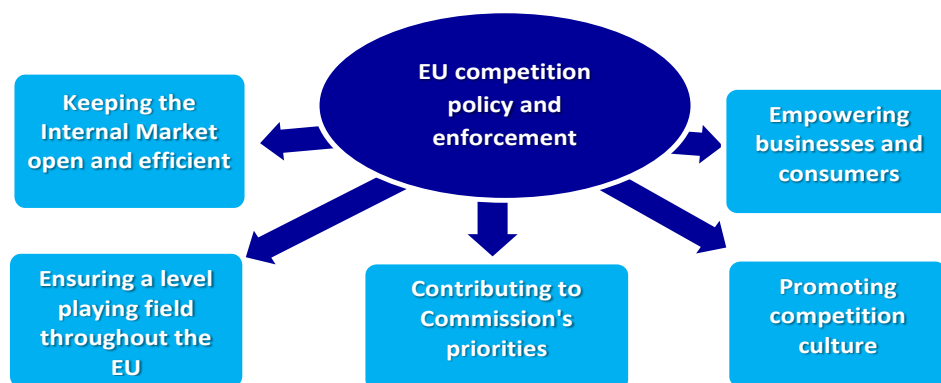 EU competition
policy and
enforcement
Keeping the
Internal Market
open and efficient
Empowering
businesses and
consumers
Ensuring a level
playing field
throughout the
EU
Contributing to
Commission's
priorities
Promoting
competition
culture